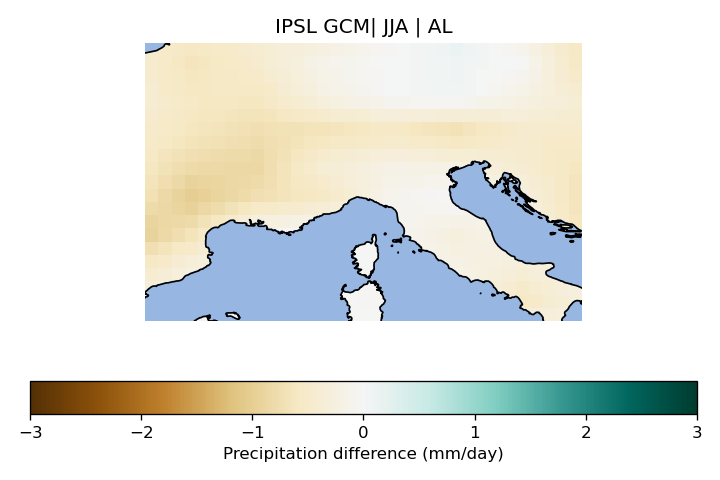 IPSL GCM| JJA | AL
−3 −2 −1 0 1 2 3
Precipitation difference (mm/day)